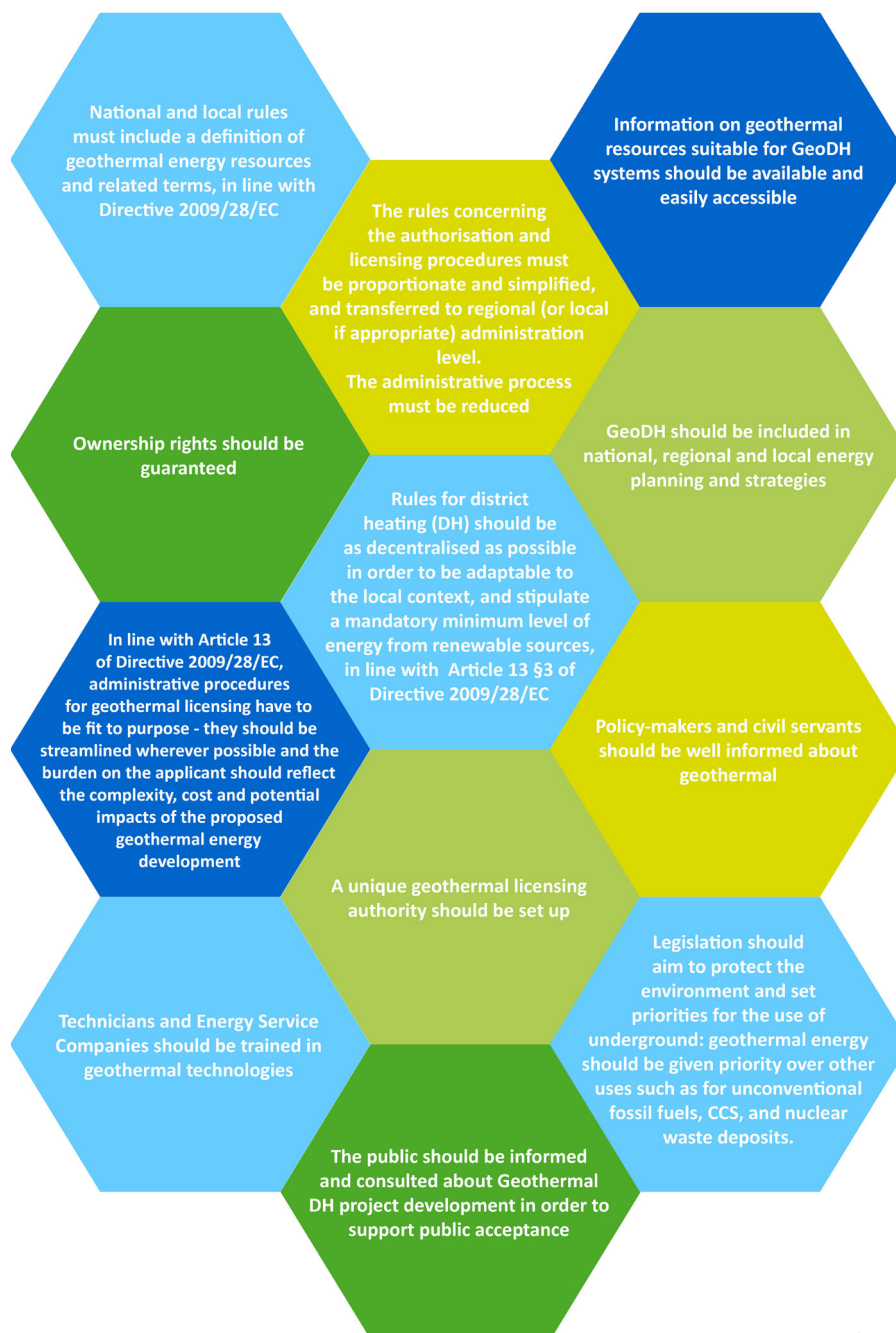 National and local rules
must include a definition of
geothermal energy resources
and related terms, in line with
Directive 2009/28/EC
Information on geothermal
resources suitable for GeoDH
systems should be available and
easily accessible
The rules concerning
the authorisation and
licensing procedures must
be proportionate and simplified,
and transferred to regional (or local
if appropriate) administration
level.
The administrative process
must be reduced
Ownership rights should be
guaranteed
GeoDH should be included in
national, regional and local energy
planning and strategies
Rules for district
heating (DH) should be
as decentralised as possible
in order to be adaptable to
the local context, and stipulate
a mandatory minimum level of
energy from renewable sources,
in line with Article 13 §3 of
Directive 2009/28/EC
In line with Article 13
of Directive 2009/28/EC,
administrative procedures
for geothermal licensing have to
be fit to purpose - they should be
streamlined wherever possible and the
burden on the applicant should reflect
the complexity, cost and potential
impacts of the proposed
geothermal energy
development
Policy-makers and civil servants
should be well informed about
geothermal
A unique geothermal licensing
authority should be set up
Technicians and Energy Service
Companies should be trained in
geothermal technologies
Legislation should
aim to protect the
environment and set
priorities for the use of
underground: geothermal energy
should be given priority over other
uses such as for unconventional
fossil fuels, CCS, and nuclear
waste deposits.
The public should be informed
and consulted about Geothermal
DH project development in order to
support public acceptance